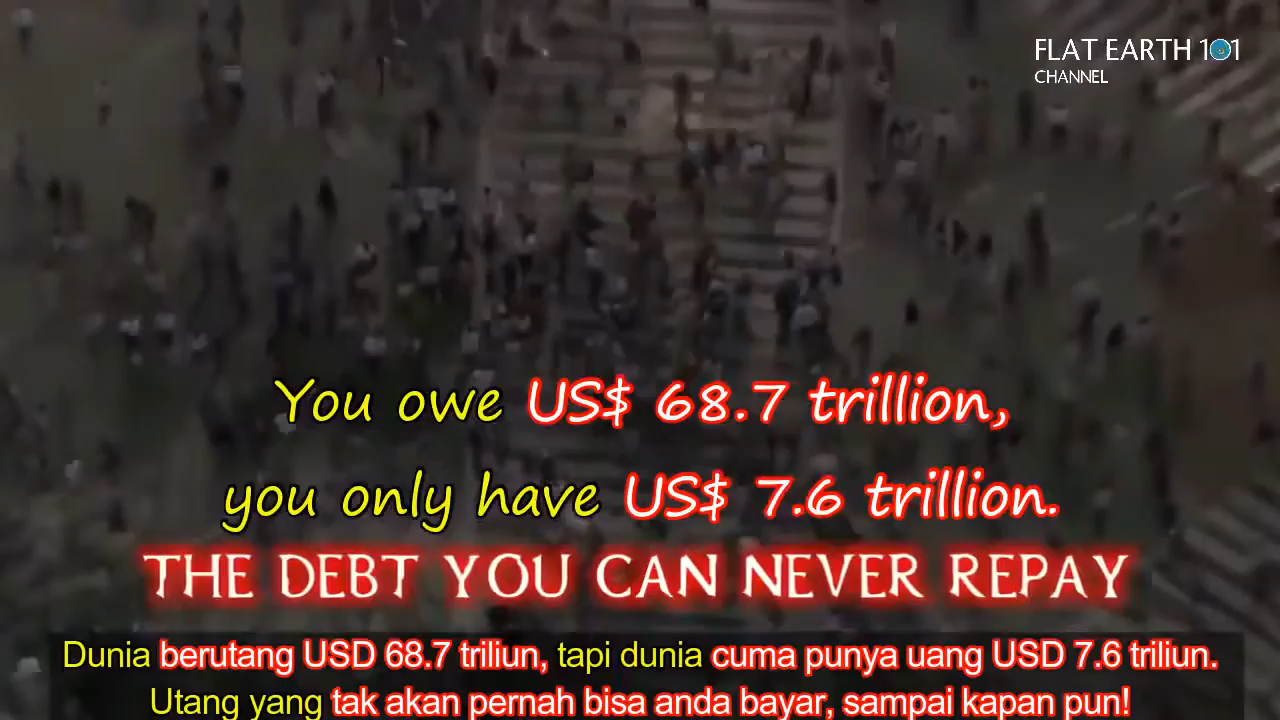 FLAT EARTH 101
CHANNEL
You owe US$ 68.7 trillion,
you only have US$ 7.6 trillion.
THE DEBT YOU CAN NEVER REPAY
Dunia berutang USD 68.7 triliun, tapi dunia cuma punya uang USD 7.6 triliun.
Utang yang tak akan pernah bisa anda bayar, sampai kapan pun!